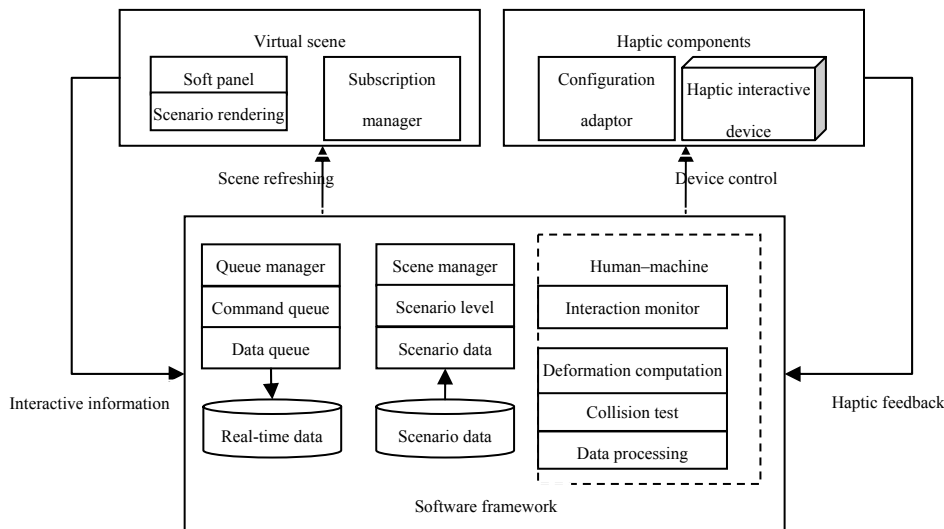 Virtual scene
Soft panel
Scenario rendering
Subscription
manager
Haptic components
Configuration
adaptor
Haptic interactive
device
Scene refreshing
Device control
Queue manager
Command queue
Data queue
Real-time data
Scene manager
Scenario level
Scenario data
Scenario data
Human–machine
Interaction monitor
Deformation computation
Collision test
Data processing
Interactive information
Haptic feedback
Software framework